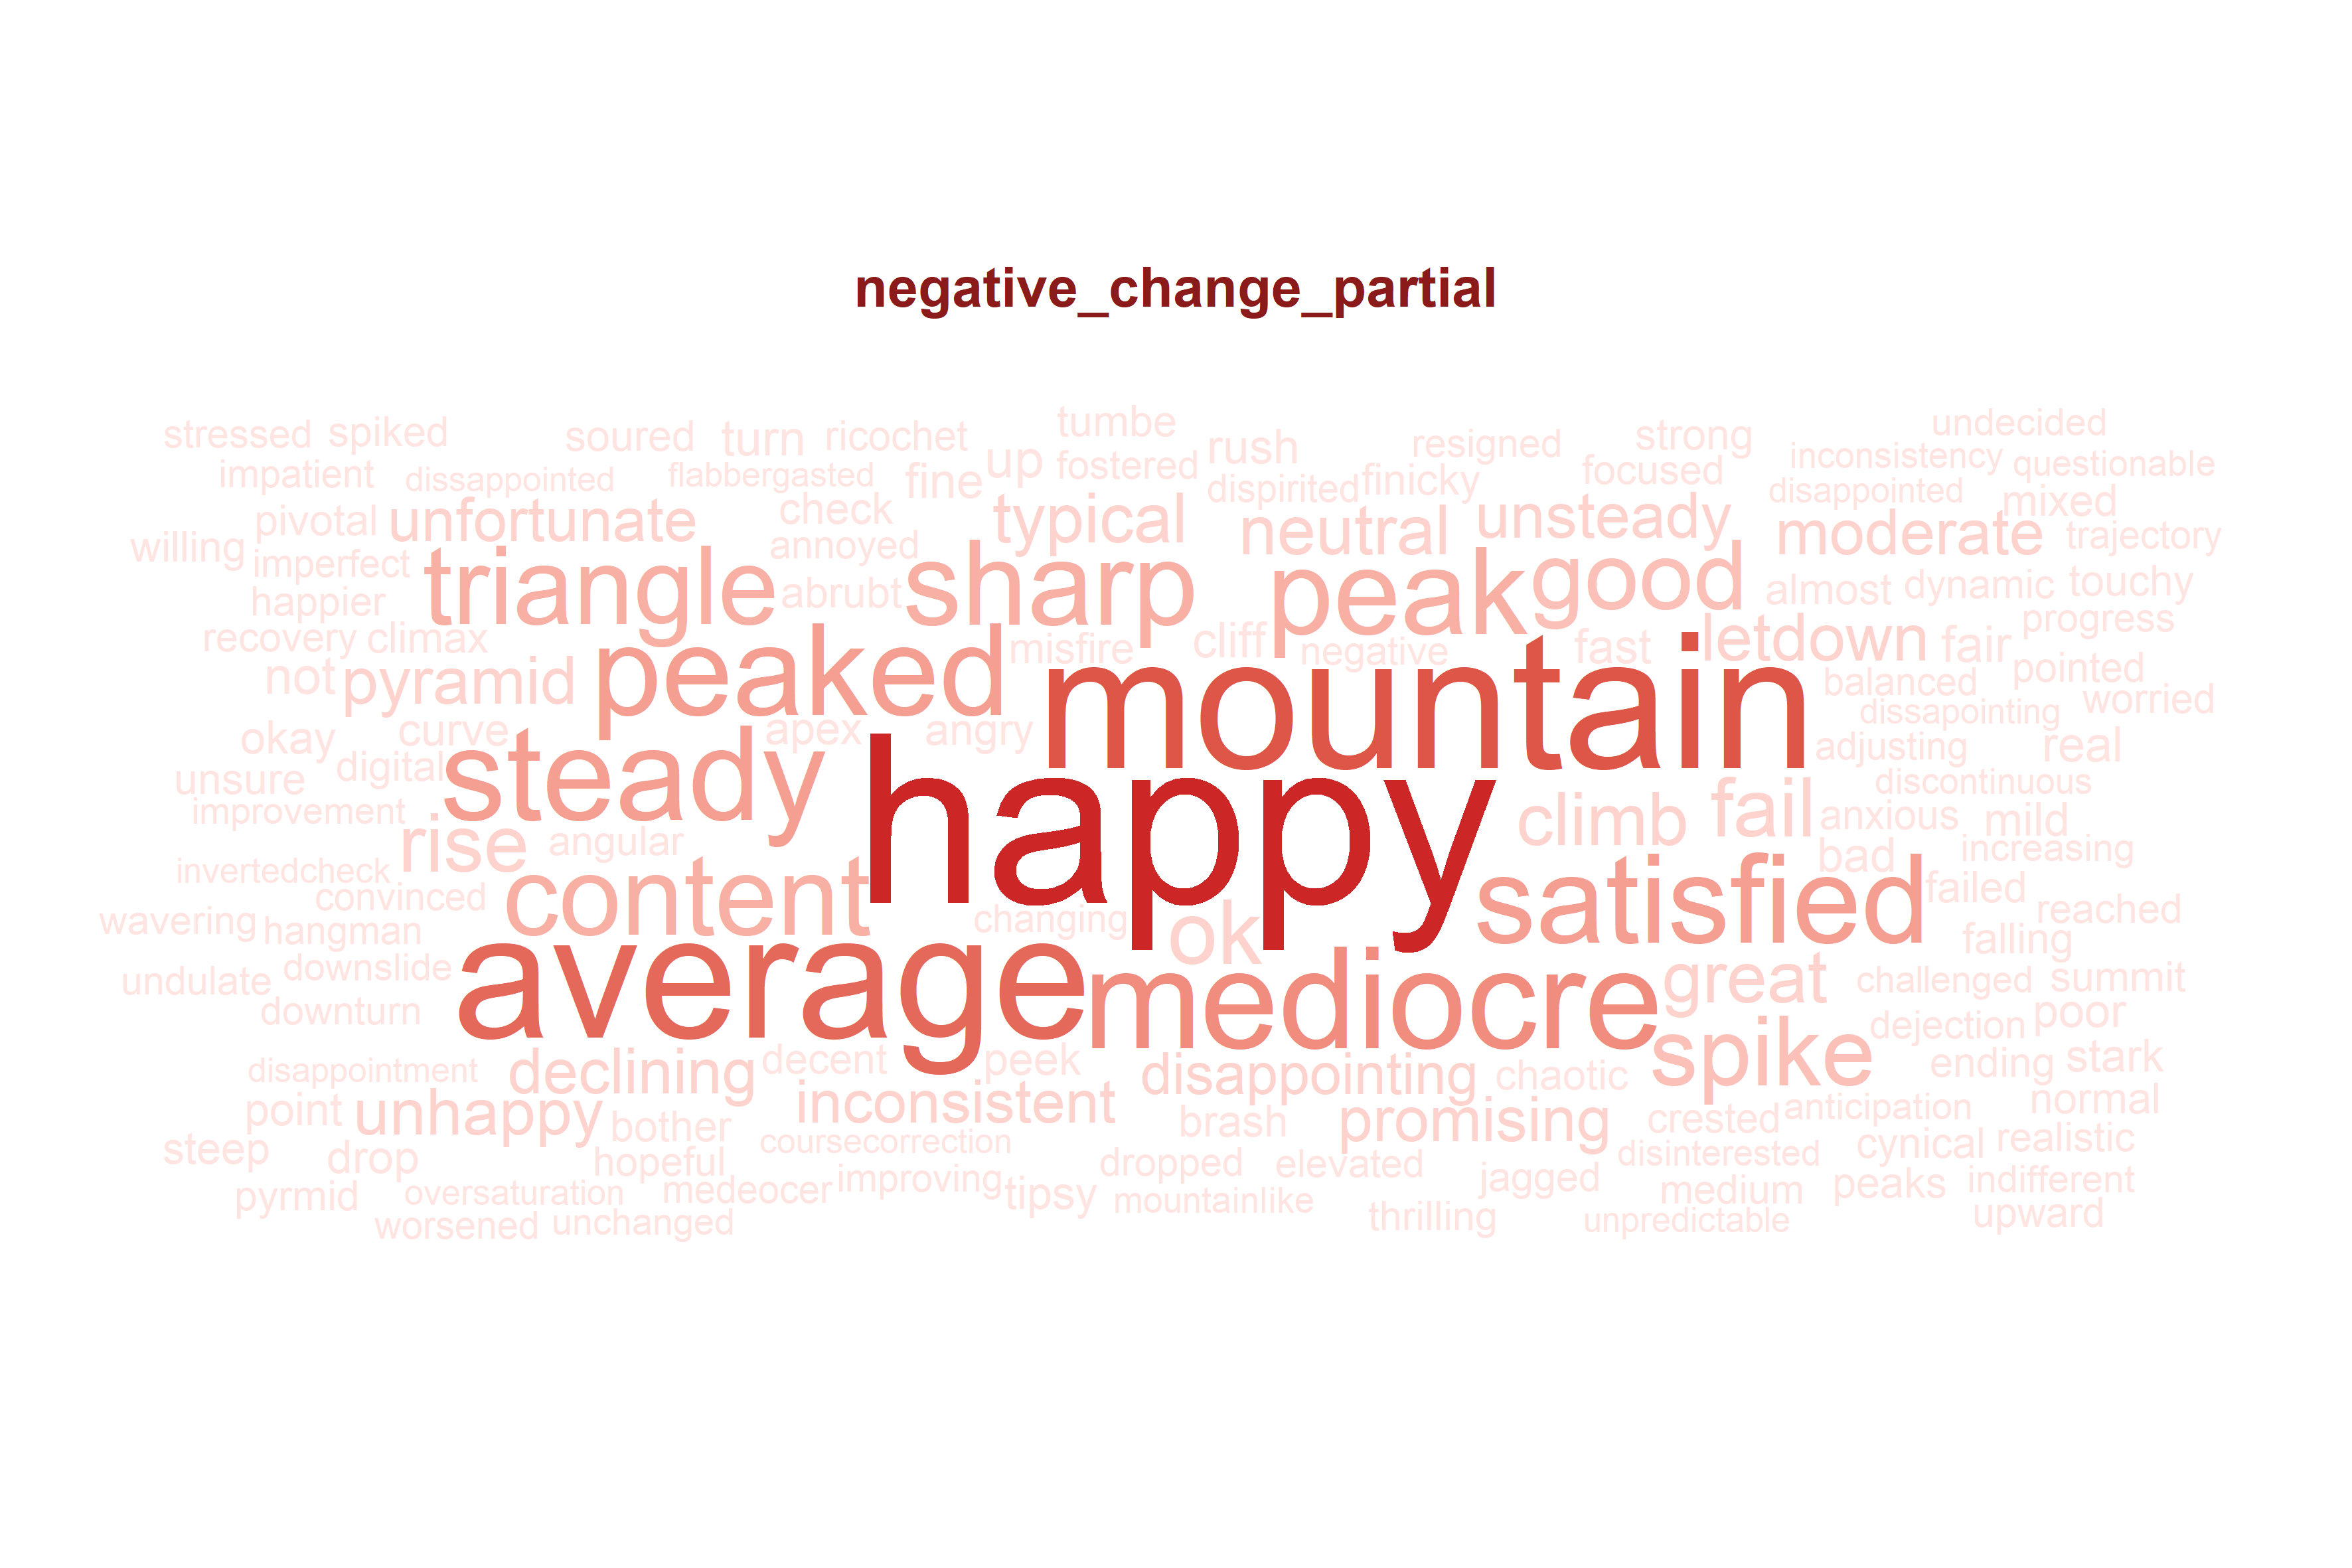 negative_change_partial
stressed spiked soured turn ricochet tumbe rush resigned strong undecided
impatient dissappointed flabbergasted fine up fostered dispirited finicky focused inconsistency questionable
pivotal unfortunate check typical neutral unsteady disappointed mixed
willing imperfect annoyed moderate trajectory
happier triangle abrubt sharp peak good almost dynamic touchy
recovery climax misfire cliff negative fast letdown fair progress
not pyramid peaked mountain balanced pointed
okay curve apex angry dissapointing worried
unsure digital steady adjusting real
improvement happy climb fail discontinuous
rise angular anxious mild
invertedcheck content satisfied bad increasing
convinced failed
wavering hangman changing ok reached
falling
undulate downslide average mediocre great challenged summit
downturn spike dejection poor
disappointment declining decent peek disappointing chaotic ending stark
point unhappy bother inconsistent brash promising crested anticipation normal
steep drop hopeful coursecorrection dropped elevated disinterested cynical realistic
pyrmid oversaturation medeocer improving tipsy mountainlike jagged medium peaks indifferent
worsened unchanged thrilling unpredictable upward